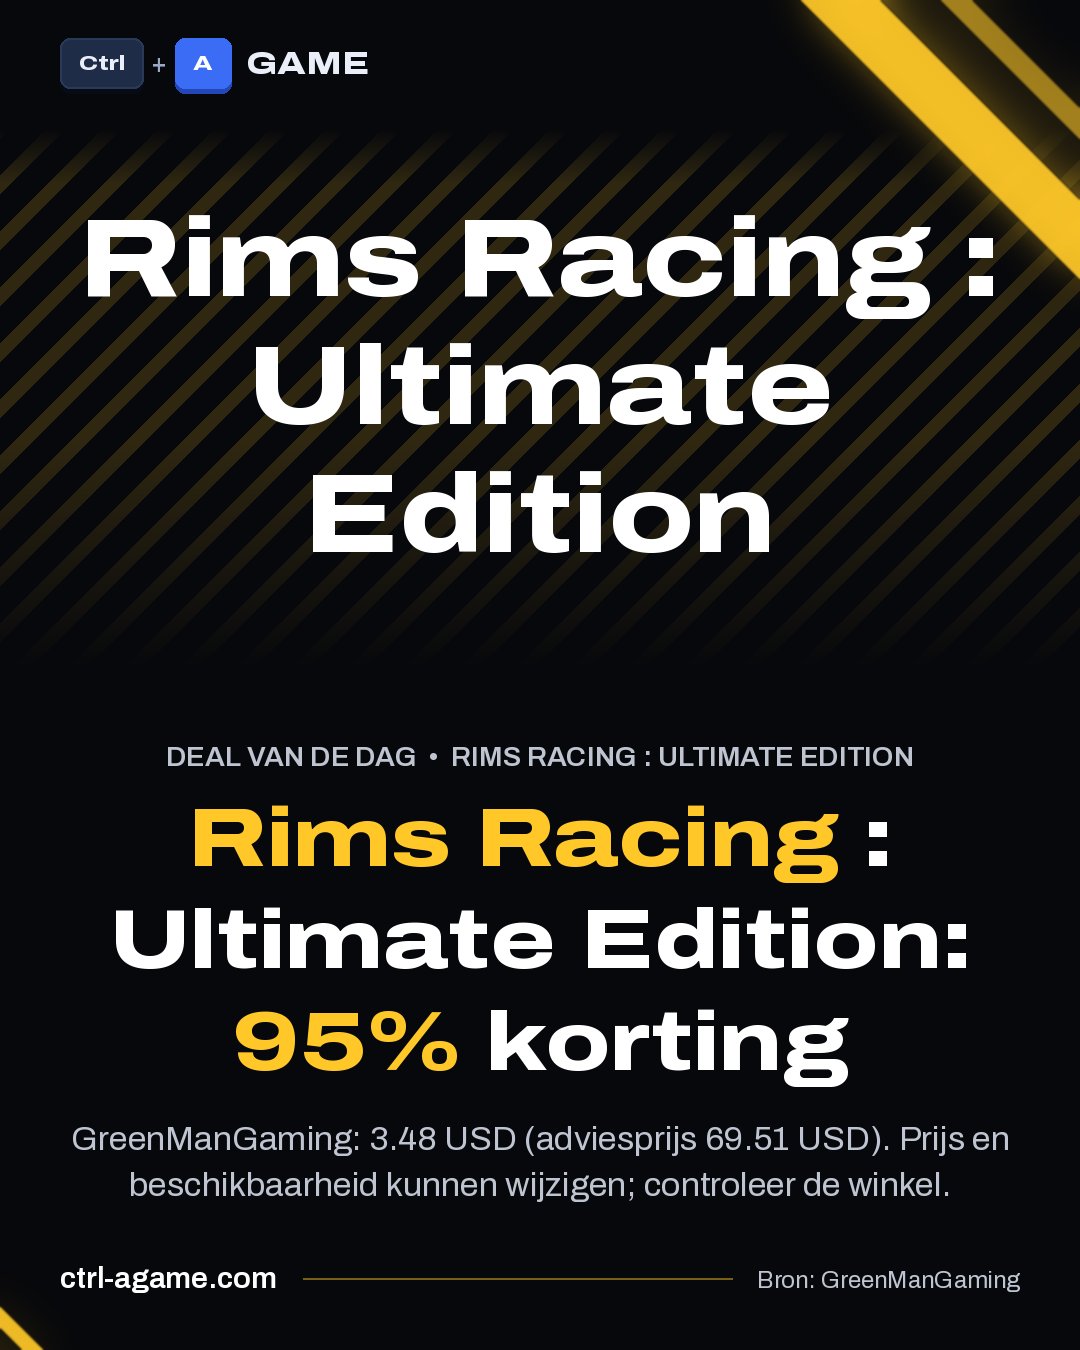 Ctrl + A GAME
Rims Racing :
Ultimate
Edition
DEAL VAN DE DAG • RIMS RACING : ULTIMATE EDITION
Rims Racing :
Ultimate Edition:
95% korting
GreenManGaming: 3.48 USD (adviesprijs 69.51 USD). Prijs en
beschikbaarheid kunnen wijzigen; controleer de winkel.
ctrl-agame.com
Bron: GreenManGaming